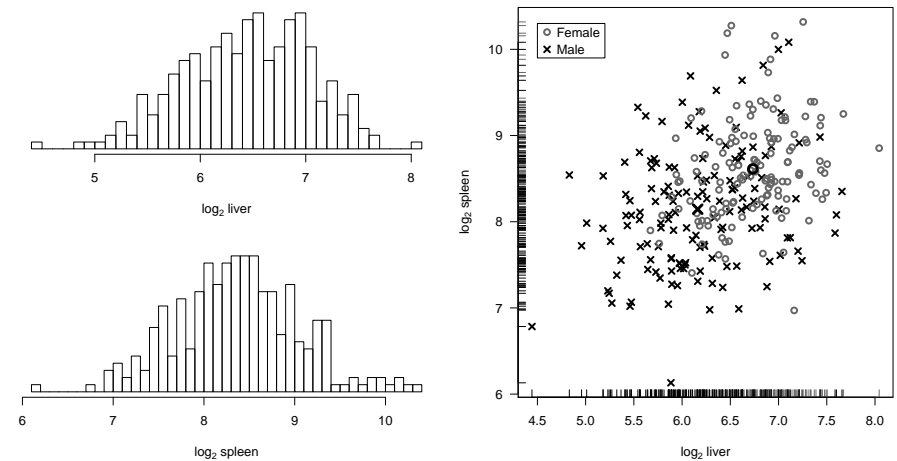 5 6 7 8
log₂ liver
6 7 8 9 10
log₂ spleen
Female
Male
10
9
8
7
6
log₂ spleen
4.5 5.0 5.5 6.0 6.5 7.0 7.5 8.0
log₂ liver